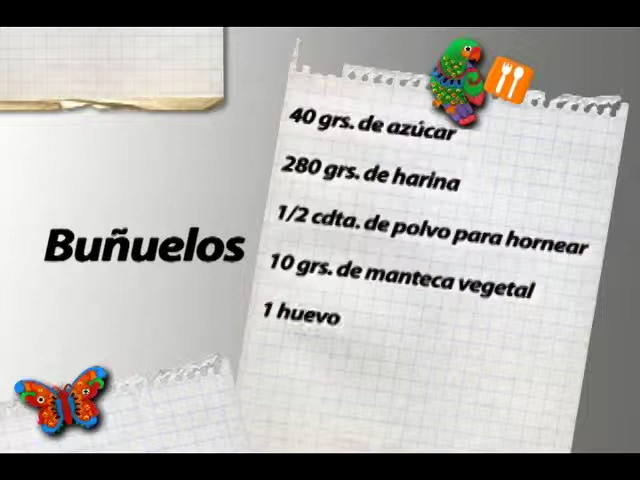 Buñuelos
40 grs. de azúcar
280 grs. de harina
1/2 cdta. de polvo para hornear
10 grs. de manteca vegetal
1 huevo